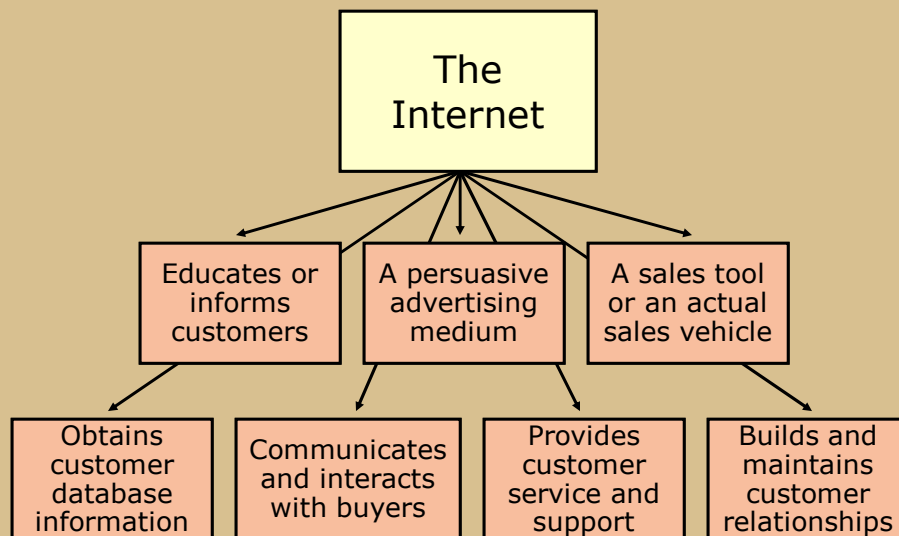 The
Internet
Educates or
informs
customers
A persuasive
advertising
medium
A sales tool
or an actual
sales vehicle
Obtains
customer
database
information
Communicates
and interacts
with buyers
Provides
customer
service and
support
Builds and
maintains
customer
relationships